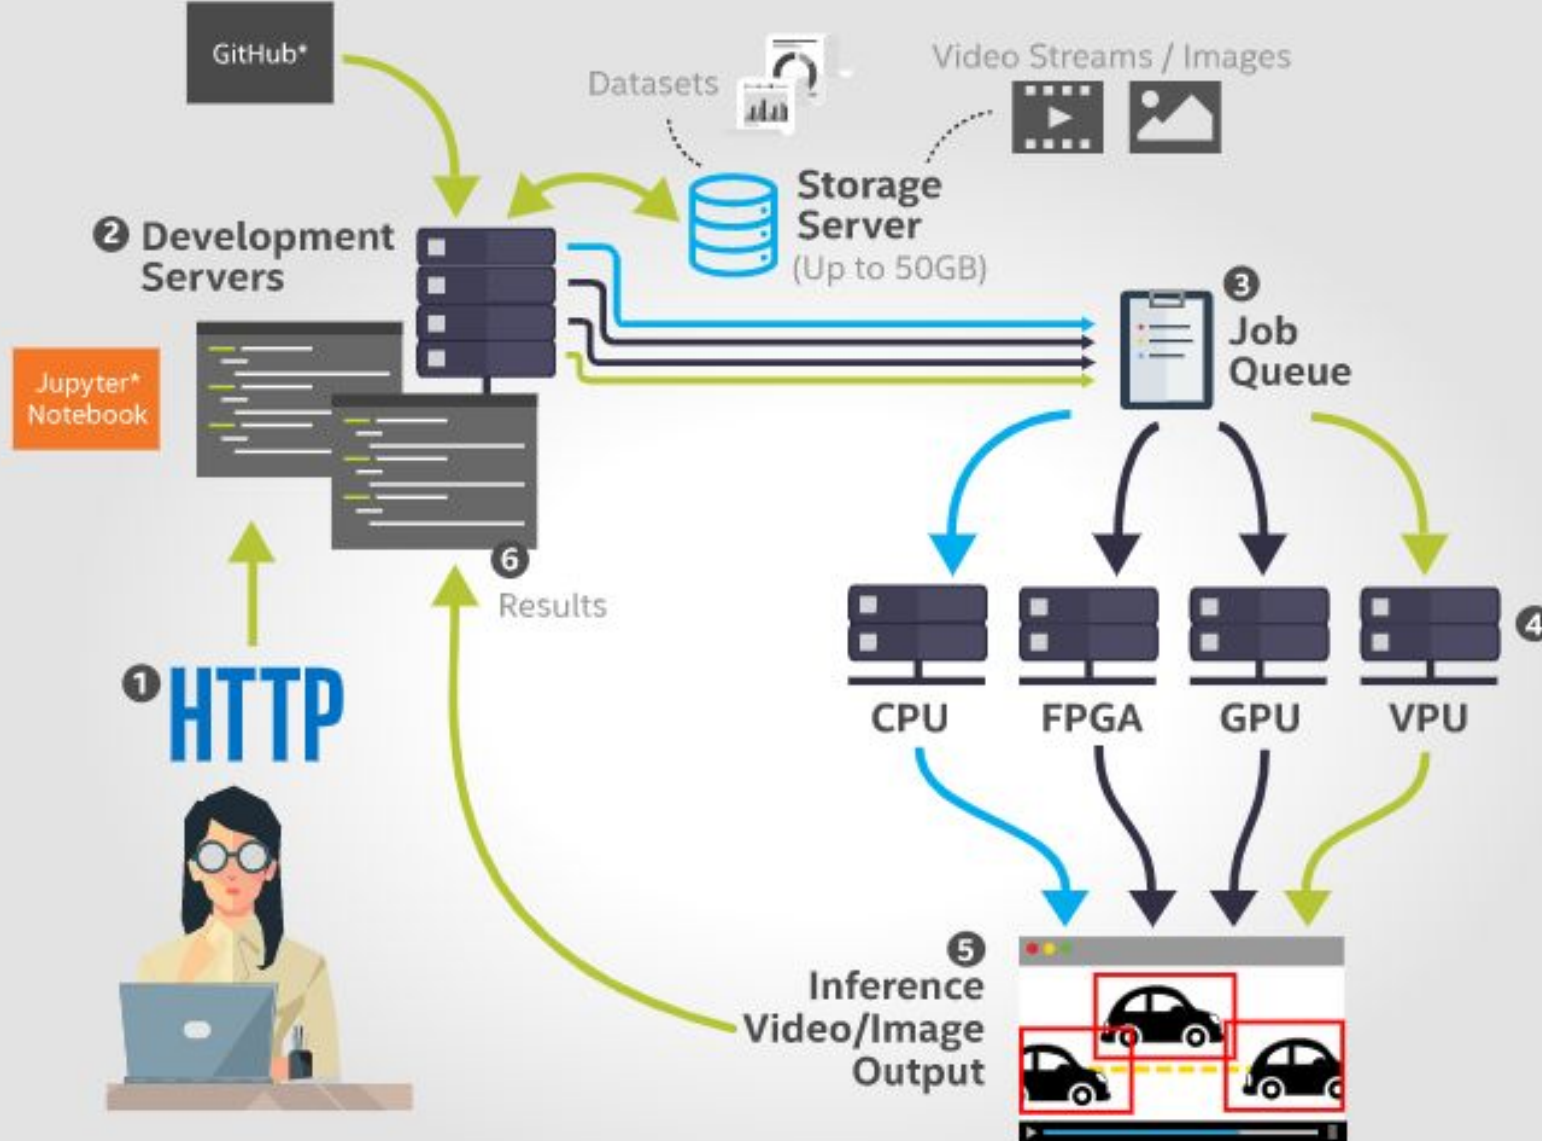 GitHub*
Datasets
Video Streams / Images
Storage
Server
(Up to 50GB)
2 Development
Servers
3
Job
Queue
Jupyter*
Notebook
6
Results
1 HTTP
4
CPU
FPGA
GPU
VPU
5
Inference
Video/Image
Output